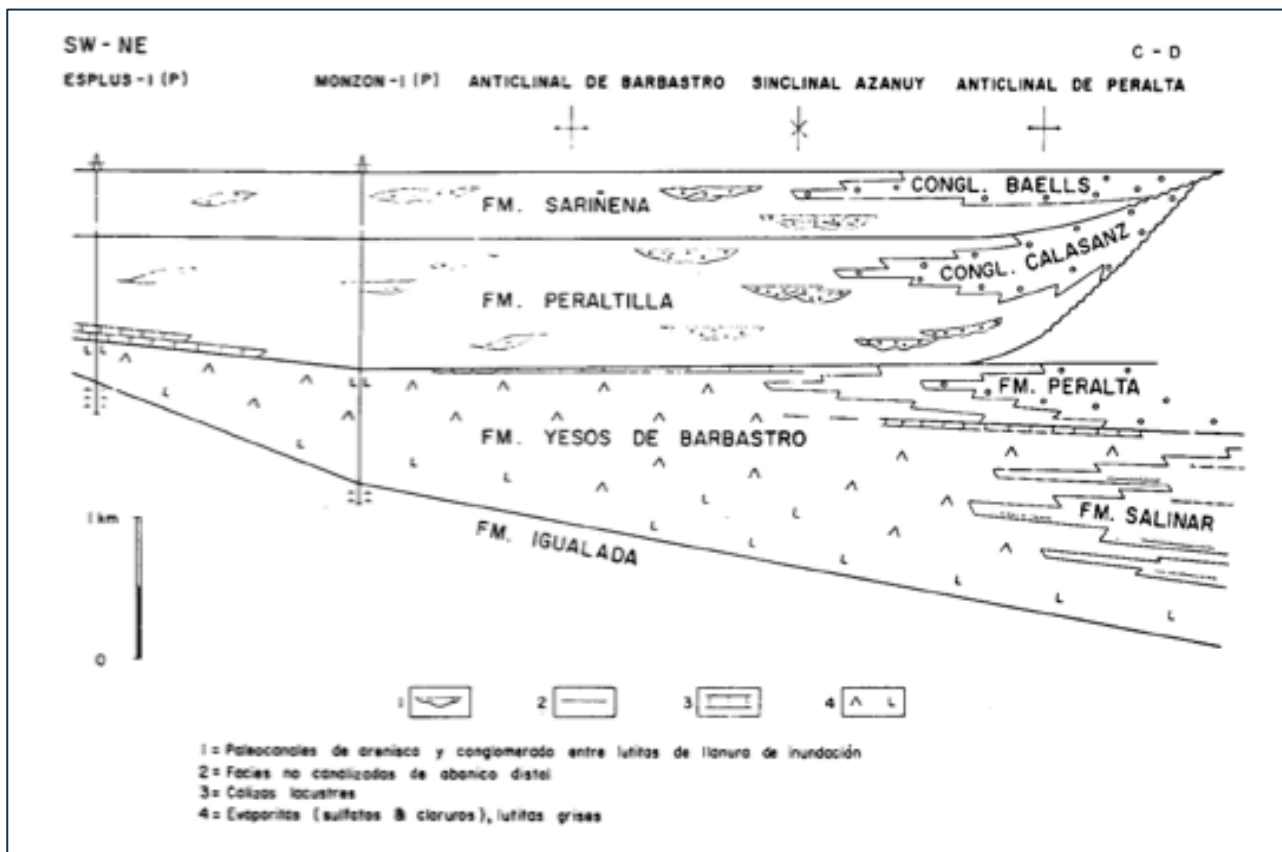 SW-NE
C-D
ESPLUS-1 (P) MONZON-1 (P) ANTICLINAL DE BARBASTRO SINCLINAL AZANUY ANTICLINAL DE PERALTA
CONGL. BAELLS
FM. SARIÑENA
CONGL. CALASANZ
FM. PERALTILLA
FM. PERALTA
FM. YESOS DE BARBASTRO
FM. SALINAR
FM. IGUALADA
1 km
0
1 2 3 4
1= Paleocanales de arenisca y conglomerado entre lutitas de llanura de inundación
2= Facies no canalizadas de abanico distal
3= Calizas lacustres
4= Evaporitas (sulfatos & cloruros), lutitas grises